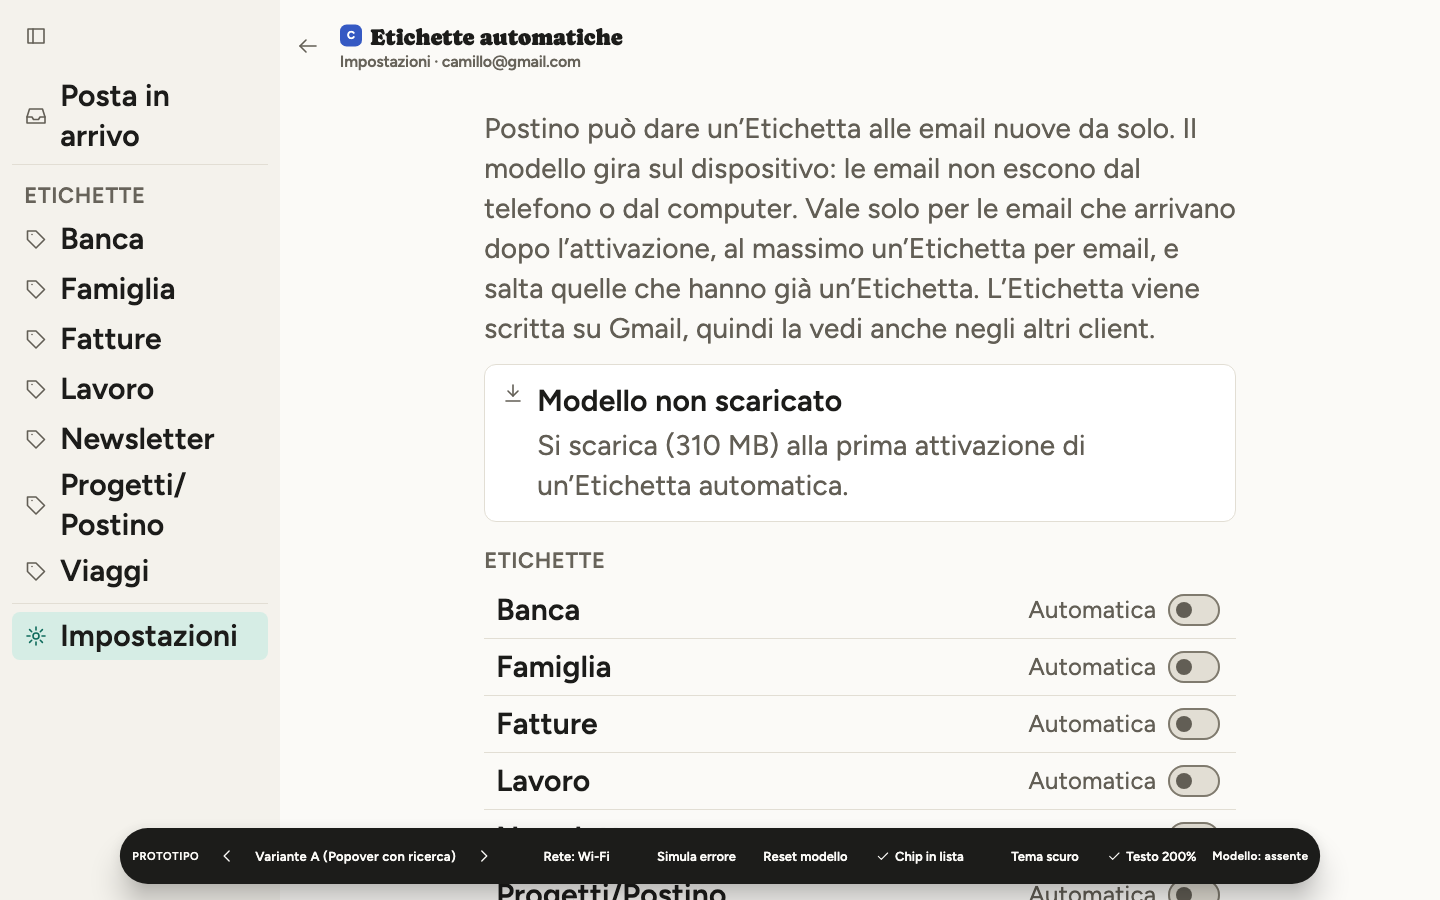 Posta in
arrivo
ETICHETTE
Banca
Famiglia
Fatture
Lavoro
Newsletter
Progetti/
Postino
Viaggi
Impostazioni
C Etichette automatiche
Impostazioni · camillo@gmail.com
Postino può dare un’Etichetta alle email nuove da solo. Il
modello gira sul dispositivo: le email non escono dal
telefono o dal computer. Vale solo per le email che arrivano
dopo l’attivazione, al massimo un’Etichetta per email, e
salta quelle che hanno già un’Etichetta. L’Etichetta viene
scritta su Gmail, quindi la vedi anche negli altri client.
Modello non scaricato
Si scarica (310 MB) alla prima attivazione di
un’Etichetta automatica.
ETICHETTE
Banca Automatica
Famiglia Automatica
Fatture Automatica
Lavoro Automatica
PROTOTIPO Variante A (Popover con ricerca) Rete: Wi-Fi Simula errore Reset modello Chip in lista Tema scuro Testo 200% Modello: assente
Progetti/Postino Automatica